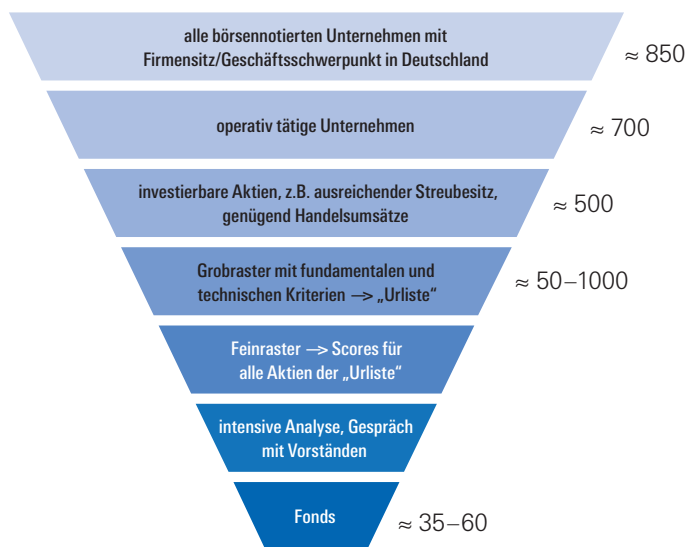 alle börsennotierten Unternehmen mit
Firmensitz/Geschäftsschwerpunkt in Deutschland
≈ 850
operativ tätige Unternehmen
≈ 700
investierbare Aktien, z.B. ausreichender Streubesitz,
genügend Handelsumsätze
≈ 500
Grobraster mit fundamentalen und
technischen Kriterien —> „Urliste“
≈ 50–1000
Feinraster —> Scores für
alle Aktien der „Urliste“
intensive Analyse, Gespräch
mit Vorständen
Fonds
≈ 35–60